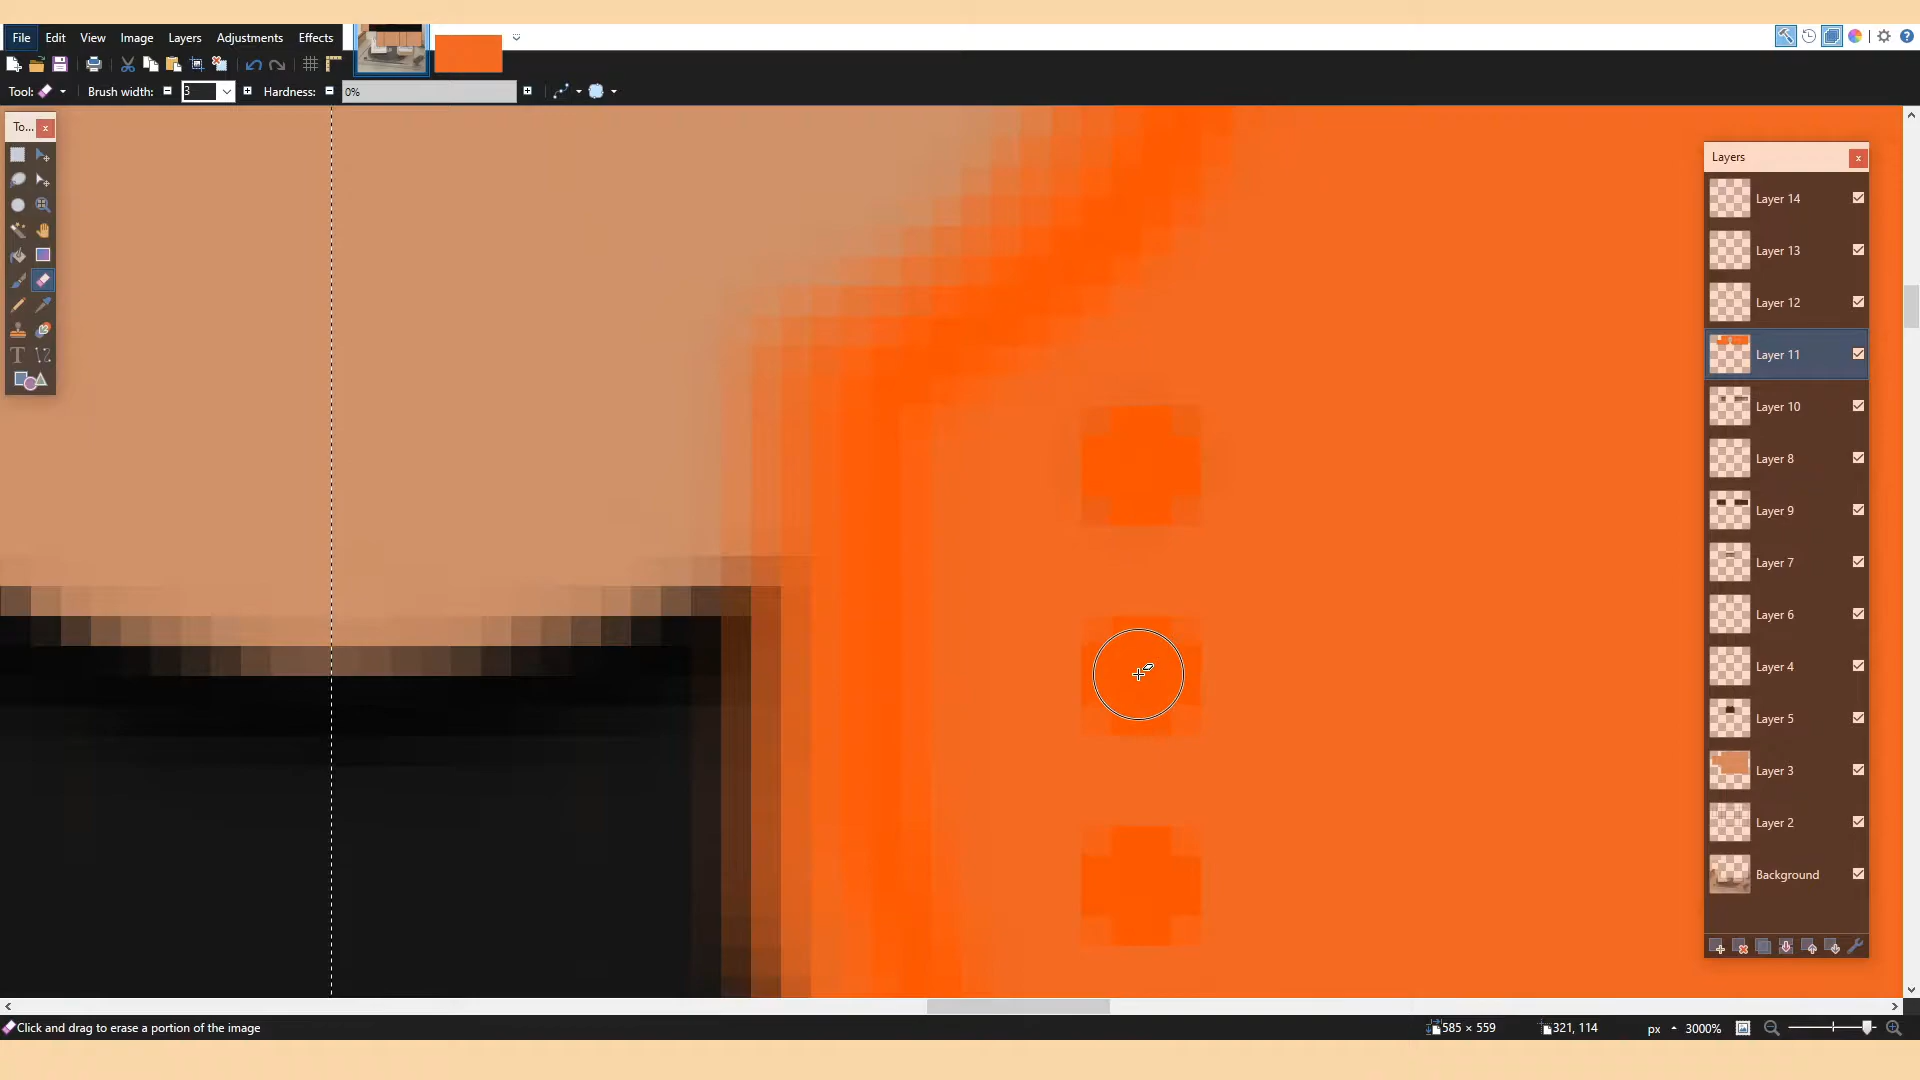 File Edit View Image Layers Adjustments Effects
Tool: Brush width: 3 Hardness: 0%
To...
Layers
Layer 14
Layer 13
Layer 12
Layer 11
Layer 10
Layer 8
Layer 9
Layer 7
Layer 6
Layer 4
Layer 5
Layer 3
Layer 2
Background
Click and drag to erase a portion of the image 585 × 559 321, 114 px 3000%